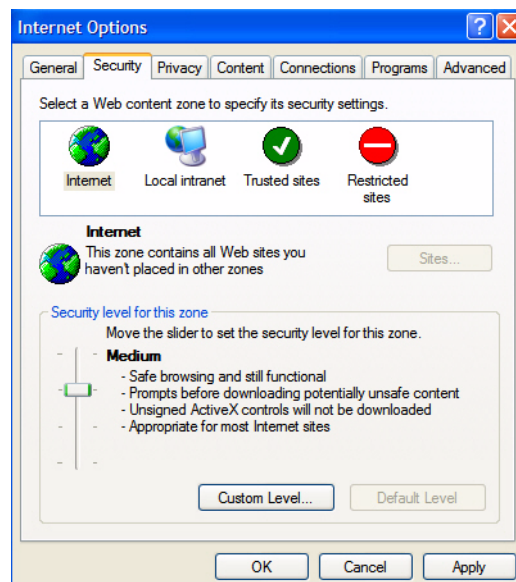 Internet Options
General Security Privacy Content Connections Programs Advanced
Select a Web content zone to specify its security settings.
Internet Local intranet Trusted sites Restricted sites
Internet
This zone contains all Web sites you
haven't placed in other zones
Sites...
Security level for this zone
Move the slider to set the security level for this zone.
Medium
- Safe browsing and still functional
- Prompts before downloading potentially unsafe content
- Unsigned ActiveX controls will not be downloaded
- Appropriate for most Internet sites
Custom Level... Default Level
OK Cancel Apply